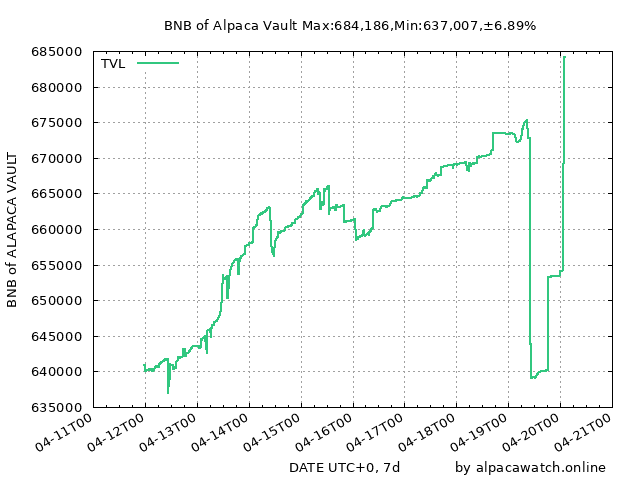 BNB of Alpaca Vault Max:684,186,Min:637,007,±6.89%
TVL
685000
680000
675000
670000
665000
660000
655000
650000
645000
640000
635000
BNB of ALAPACA VAULT
04-11T00
04-12T00
04-13T00
04-14T00
04-15T00
04-16T00
04-17T00
04-18T00
04-19T00
04-20T00
04-21T00
DATE UTC+0, 7d
by alpacawatch.online